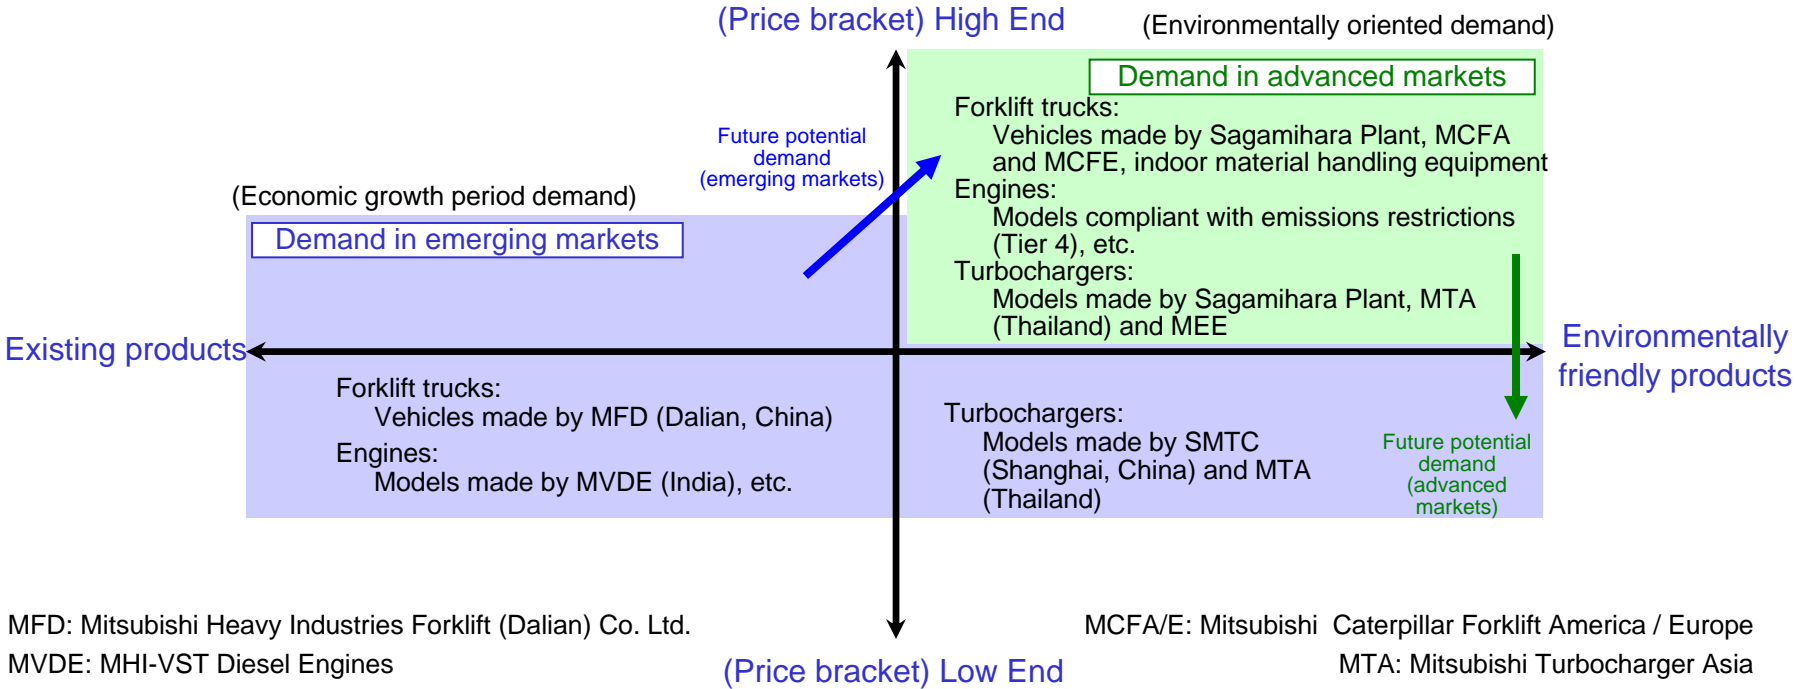 (Price bracket) High End
(Environmentally oriented demand)
Demand in advanced markets
Forklift trucks:
Vehicles made by Sagamihara Plant, MCFA
and MCFE, indoor material handling equipment
Engines:
Models compliant with emissions restrictions
(Tier 4), etc.
Turbochargers:
Models made by Sagamihara Plant, MTA
(Thailand) and MEE
Future potential
demand
(emerging markets)
(Economic growth period demand)
Demand in emerging markets
Existing products
Environmentally
friendly products
Forklift trucks:
Vehicles made by MFD (Dalian, China)
Engines:
Models made by MVDE (India), etc.
Turbochargers:
Models made by SMTC
(Shanghai, China) and MTA
(Thailand)
Future potential
demand
(advanced
markets)
MFD: Mitsubishi Heavy Industries Forklift (Dalian) Co. Ltd.
MVDE: MHI-VST Diesel Engines
(Price bracket) Low End
MCFA/E: Mitsubishi  Caterpillar Forklift America / Europe
MTA: Mitsubishi Turbocharger Asia